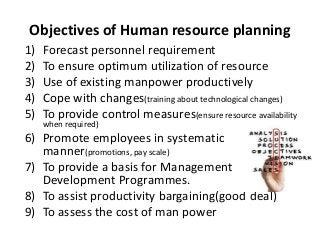 Objectives of Human resource planning
1) Forecast personnel requirement
2) To ensure optimum utilization of resource
3) Use of existing manpower productively
4) Cope with changes(training about technological changes)
5) To provide control measures(ensure resource availability
when required)
6) Promote employees in systematic
manner(promotions, pay scale)
7) To provide a basis for Management
Development Programmes.
8) To assist productivity bargaining(good deal)
9) To assess the cost of man power
ANALYSIS
SOLUTION
PROCESS
OBJECTIVES
TEAMWORK
SALES